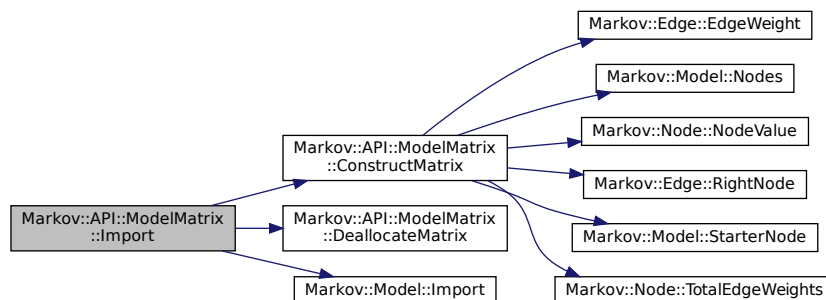 Markov::API::ModelMatrix
::Import
Markov::API::ModelMatrix
::ConstructMatrix
Markov::API::ModelMatrix
::DeallocateMatrix
Markov::Model::Import
Markov::Edge::EdgeWeight
Markov::Model::Nodes
Markov::Node::NodeValue
Markov::Edge::RightNode
Markov::Model::StarterNode
Markov::Node::TotalEdgeWeights